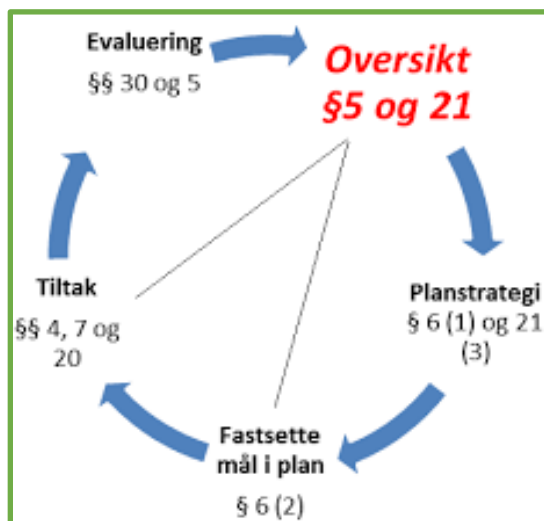 Evaluering
§§ 30 og 5
Oversikt
§5 og 21
Planstrategi
§ 6 (1) og 21
(3)
Fastsette
mål i plan
§ 6 (2)
Tiltak
§§ 4, 7 og
20